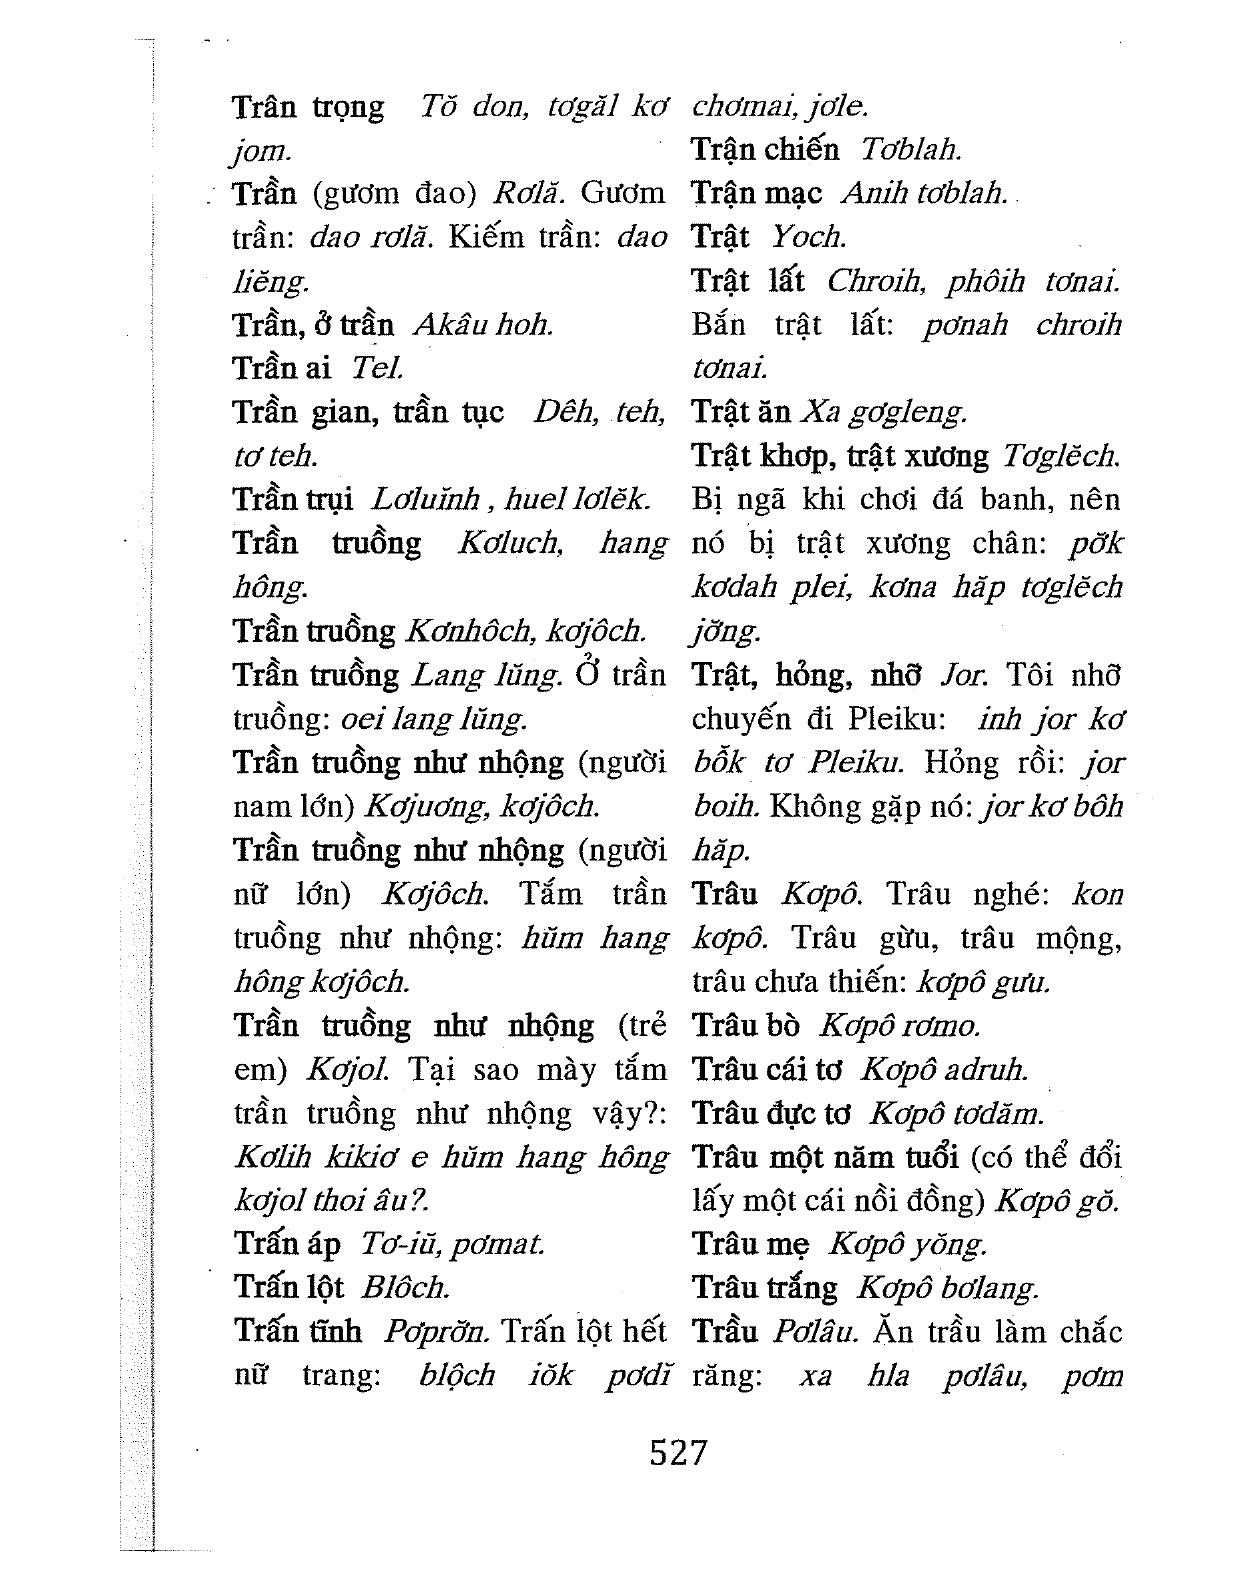 Trân trọng Tŏ don, tơgăl kơ
jom.
Trần (gươm đao) Rơlă. Gươm
trần: dao rơlă. Kiếm trần: dao
liĕng.
Trần, ở trần Akâu hoh.
Trần ai Tel.
Trần gian, trần tục Dêh, teh,
tơ teh.
Trần trụi Lơluĭnh , huel lơlĕk.
Trần truồng Kơluch, hang
hông.
Trần truồng Kơnhôch, kơjôch.
Trần truồng Lang lŭng. Ở trần
truồng: oei lang lŭng.
Trần truồng như nhộng (người
nam lớn) Kơjuơng, kơjôch.
Trần truồng như nhộng (người
nữ lớn) Kơjôch. Tắm trần
truồng như nhộng: hŭm hang
hông kơjôch.
Trần truồng như nhộng (trẻ
em) Kơjol. Tại sao mày tắm
trần truồng như nhộng vậy?:
Kơlih kikiơ e hŭm hang hông
kơjol thoi âu?.
Trấn áp Tơ-iŭ, pơmat.
Trấn lột Blôch.
Trấn tĩnh Pơprơ̆n. Trấn lột hết
nữ trang: blộch iŏk pơdĭ
chơmai, jơle.
Trận chiến Tơblah.
Trận mạc Anih tơblah.
Trật Yoch.
Trật lất Chroih, phôih tơnai.
Bắn trật lất: pơnah chroih
tơnai.
Trật ăn Xa gơgleng.
Trật khơp, trật xương Tơglĕch.
Bị ngã khi chơi đá banh, nên
nó bị trật xương chân: pơ̆k
kơdah plei, kơna hăp tơglĕch
jơ̆ng.
Trật, hỏng, nhỡ Jor. Tôi nhỡ
chuyến đi Pleiku: inh jor kơ
bô̆k tơ Pleiku. Hỏng rồi: jor
boih. Không gặp nó: jor kơ bôh
hăp.
Trâu Kơpô. Trâu nghé: kon
kơpô. Trâu gừu, trâu mộng,
trâu chưa thiến: kơpô gưu.
Trâu bò Kơpô rơmo.
Trâu cái tơ Kơpô adruh.
Trâu đực tơ Kơpô tơdăm.
Trâu một năm tuổi (có thể đổi
lấy một cái nồi đồng) Kơpô gŏ.
Trâu mẹ Kơpô yŏng.
Trâu trắng Kơpô bơlang.
Trầu Pơlâu. Ăn trầu làm chắc
răng: xa hla pơlâu, pơm
527